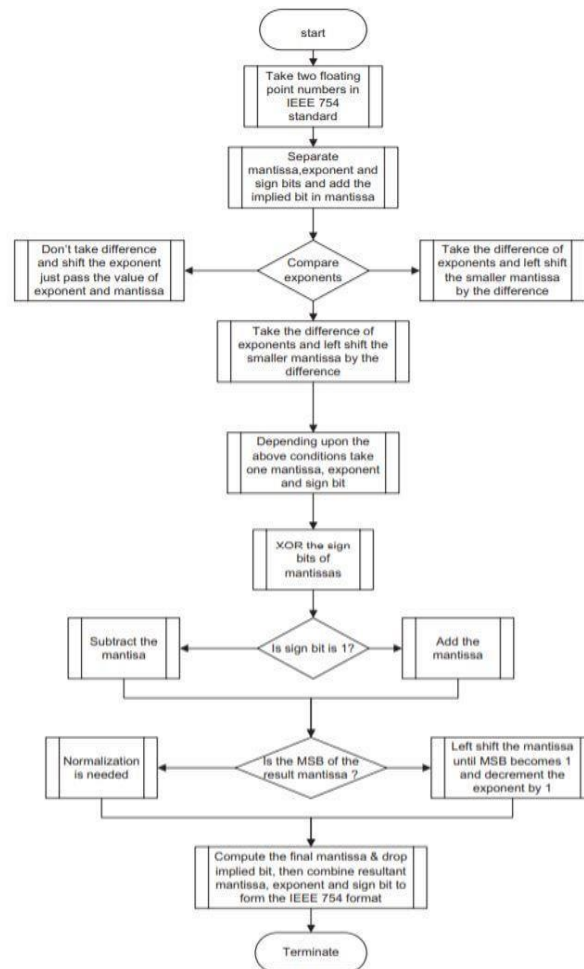 start
Take two floating
point numbers in
IEEE 754
standard
Separate
mantissa,exponent and
sign bits and add the
implied bit in mantissa
Don't take difference
and shift the exponent
just pass the value of
exponent and mantissa
Compare
exponents
Take the difference of
exponents and left shift
the smaller mantissa
by the difference
Take the difference of
exponents and left shift the
smaller mantissa by the
difference
Depending upon the
above conditions take
one mantissa, exponent
and sign bit
XOR the sign
bits of
mantissas
Subtract the
mantisa
Is sign bit is 1?
Add the
mantissa
Normalization
is needed
Is the MSB of the
result mantissa ?
Left shift the mantissa
until MSB becomes 1
and decrement the
exponent by 1
Compute the final mantissa & drop
implied bit, then combine resultant
mantissa, exponent and sign bit to
form the IEEE 754 format
Terminate